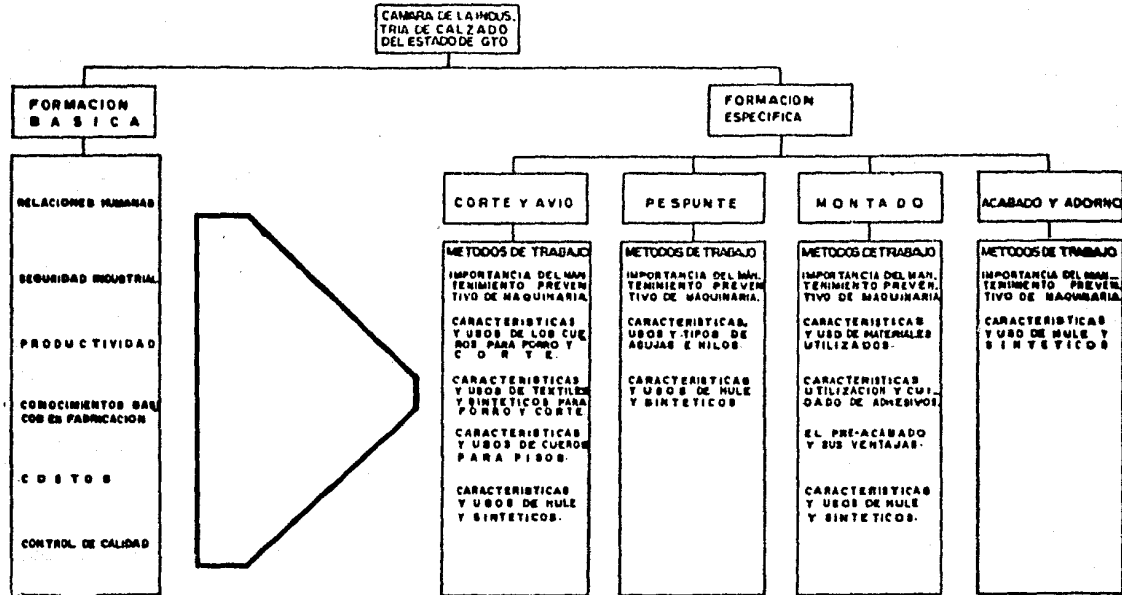 CAMARA DE LA INDUS.
TRIA DE CALZADO
DEL ESTADO DE GTO
FORMACION
BASICA
RELACIONES HUMANAS
SEGURIDAD INDUSTRIAL
PRODUCTIVIDAD
CONOCIMIENTOS BASI
COS EN FABRICACION
COSTOS
CONTROL DE CALIDAD
FORMACION
ESPECIFICA
CORTE Y AVIO
METODOS DE TRABAJO
IMPORTANCIA DEL MAN
TENIMIENTO PREVEN
TIVO DE MAQUINARIA.
CARACTERISTICAS
Y USOS DE LOS CUE
ROS PARA FORRO Y
CORTE.
CARACTERISTICAS
Y USOS DE TEXTILES
Y SINTETICOS PARA
FORRO Y CORTE
CARACTERISTICAS
Y USOS DE CUEROS
PARA PISOS.
CARACTERISTICAS
Y USOS DE HULE
Y SINTETICOS.
PESPUNTE
METODOS DE TRABAJO
IMPORTANCIA DEL MAN.
TENIMIENTO PREVEN
TIVO DE MAQUINARIA.
CARACTERISTICAS,
USOS Y TIPOS DE
AGUJAS E HILOS.
CARACTERISTICAS
Y USOS DE HULE
Y SINTETICOS
MONTADO
METODOS DE TRABAJO
IMPORTANCIA DEL MAN.
TENIMIENTO PREVEN.
TIVO DE MAQUINARIA
CARACTERISTICAS
Y USO DE MATERIALES
UTILIZADOS.
CARACTERISTICAS
UTILIZACION Y CUI_
DADO DE ADHESIVOS.
EL PRE-ACABADO
Y SUS VENTAJAS.
CARACTERISTICAS
Y USOS DE HULE
Y SINTETICOS.
ACABADO Y ADORNO
METODOS DE TRABAJO
IMPORTANCIA DEL MAN_
TENIMIENTO PREVEN_
TIVO DE MAQUINARIA
CARACTERISTICAS
Y USO DE HULE Y
SINTETICOS